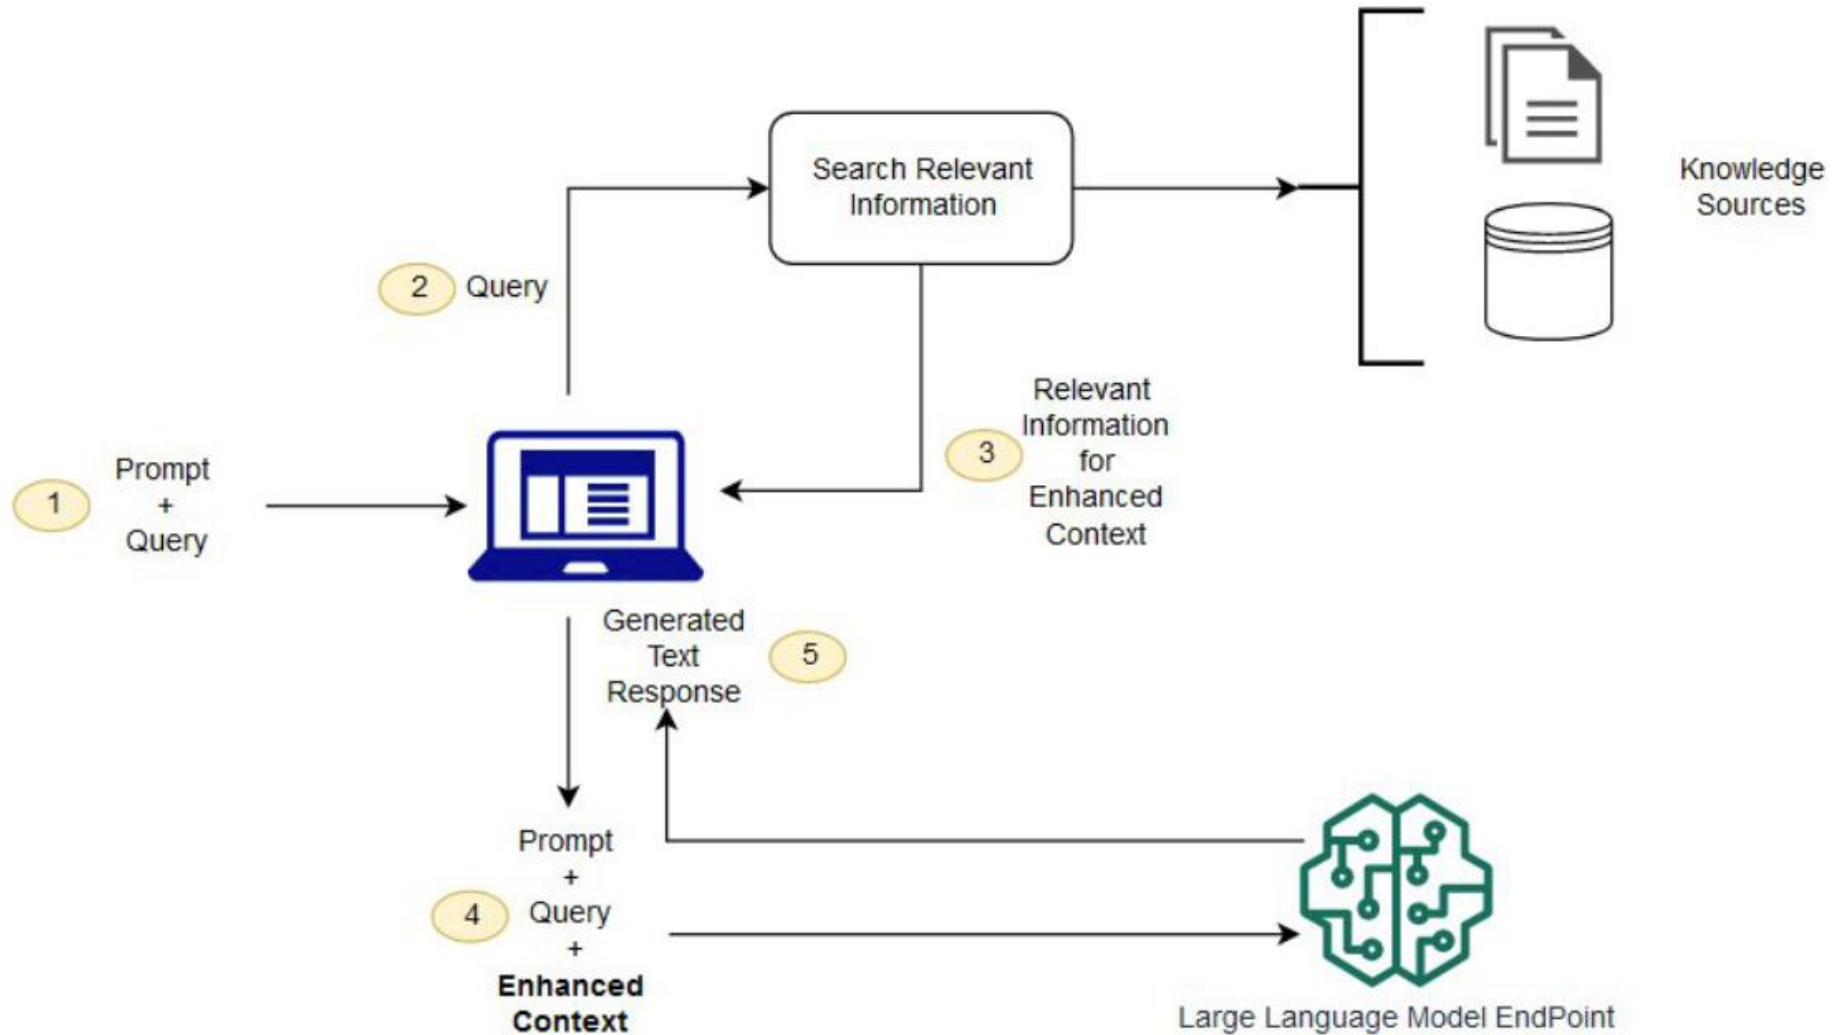 Search Relevant
Information
Knowledge
Sources
2
Query
Relevant
Information
for
Enhanced
Context
3
1
Prompt
+
Query
Generated
Text
Response
5
Prompt
+
4
Query
+
Enhanced
Context
Large Language Model EndPoint